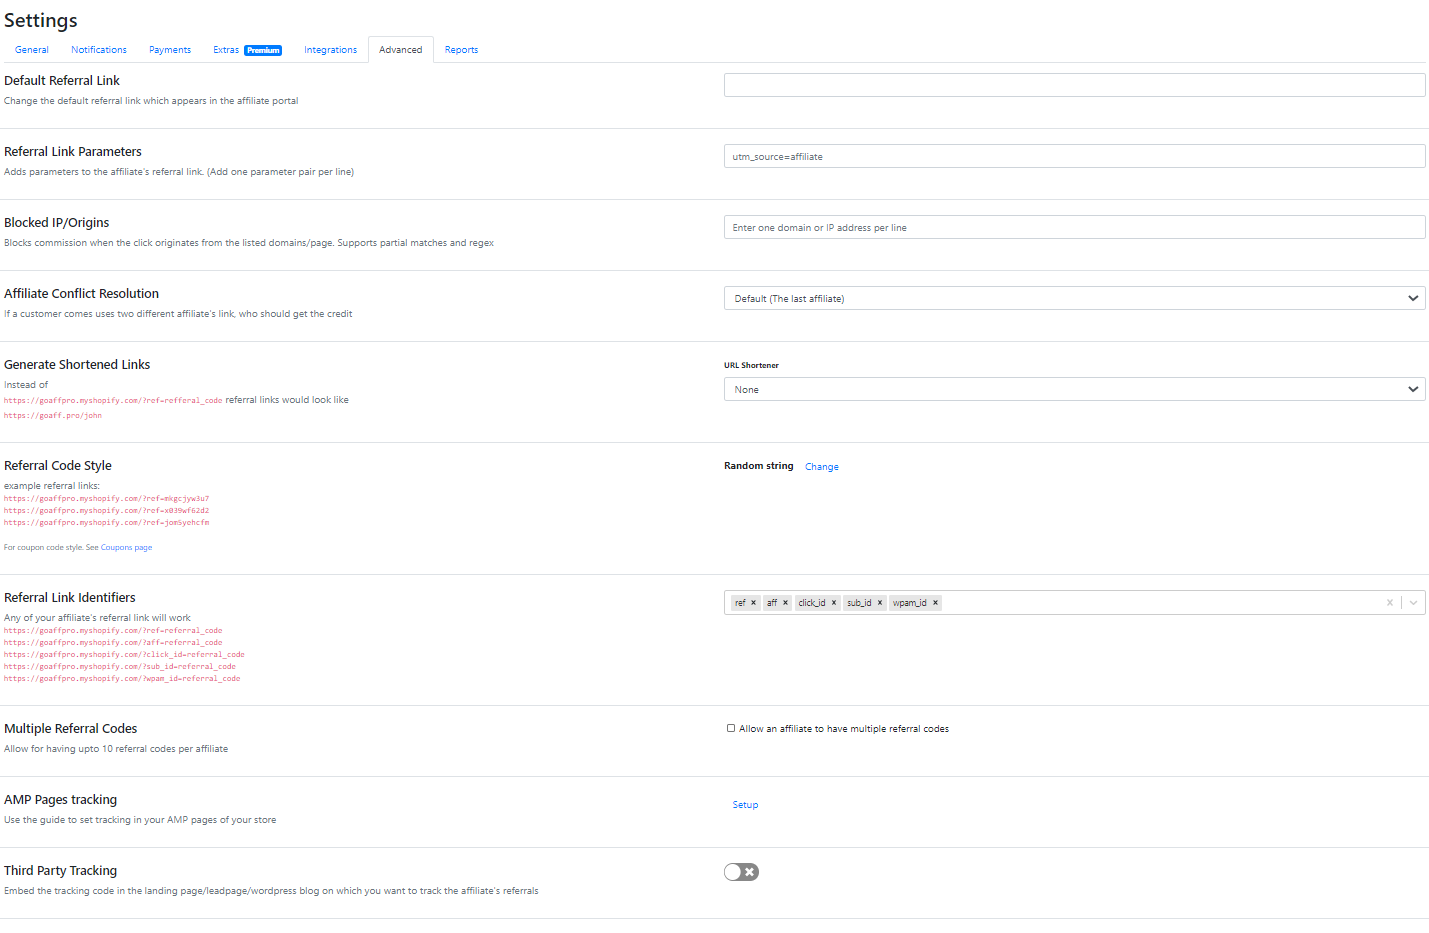 Settings
General Notifications Payments Extras Premium Integrations Advanced Reports
Default Referral Link
Change the default referral link which appears in the affiliate portal
Referral Link Parameters
Adds parameters to the affiliate's referral link. (Add one parameter pair per line)
utm_source=affiliate
Blocked IP/Origins
Blocks commission when the click originates from the listed domains/page. Supports partial matches and regex
Enter one domain or IP address per line
Affiliate Conflict Resolution
If a customer comes uses two different affiliate's link, who should get the credit
Default (The last affiliate)
Generate Shortened Links
Instead of
https://goaffpro.myshopify.com/?ref=refferal_code referral links would look like
https://goaff.pro/john
URL Shortener
None
Referral Code Style
example referral links:
https://goaffpro.myshopify.com/?ref=mkgcjyw3u7
https://goaffpro.myshopify.com/?ref=x039wf62d2
https://goaffpro.myshopify.com/?ref=jom5yehcfm
For coupon code style. See Coupons page
Random string Change
Referral Link Identifiers
Any of your affiliate's referral link will work
https://goaffpro.myshopify.com/?ref=referral_code
https://goaffpro.myshopify.com/?aff=referral_code
https://goaffpro.myshopify.com/?click_id=referral_code
https://goaffpro.myshopify.com/?sub_id=referral_code
https://goaffpro.myshopify.com/?wpam_id=referral_code
ref × aff × click_id × sub_id × wpam_id ×
Multiple Referral Codes
Allow for having upto 10 referral codes per affiliate
Allow an affiliate to have multiple referral codes
AMP Pages tracking
Use the guide to set tracking in your AMP pages of your store
Setup
Third Party Tracking
Embed the tracking code in the landing page/leadpage/wordpress blog on which you want to track the affiliate's referrals